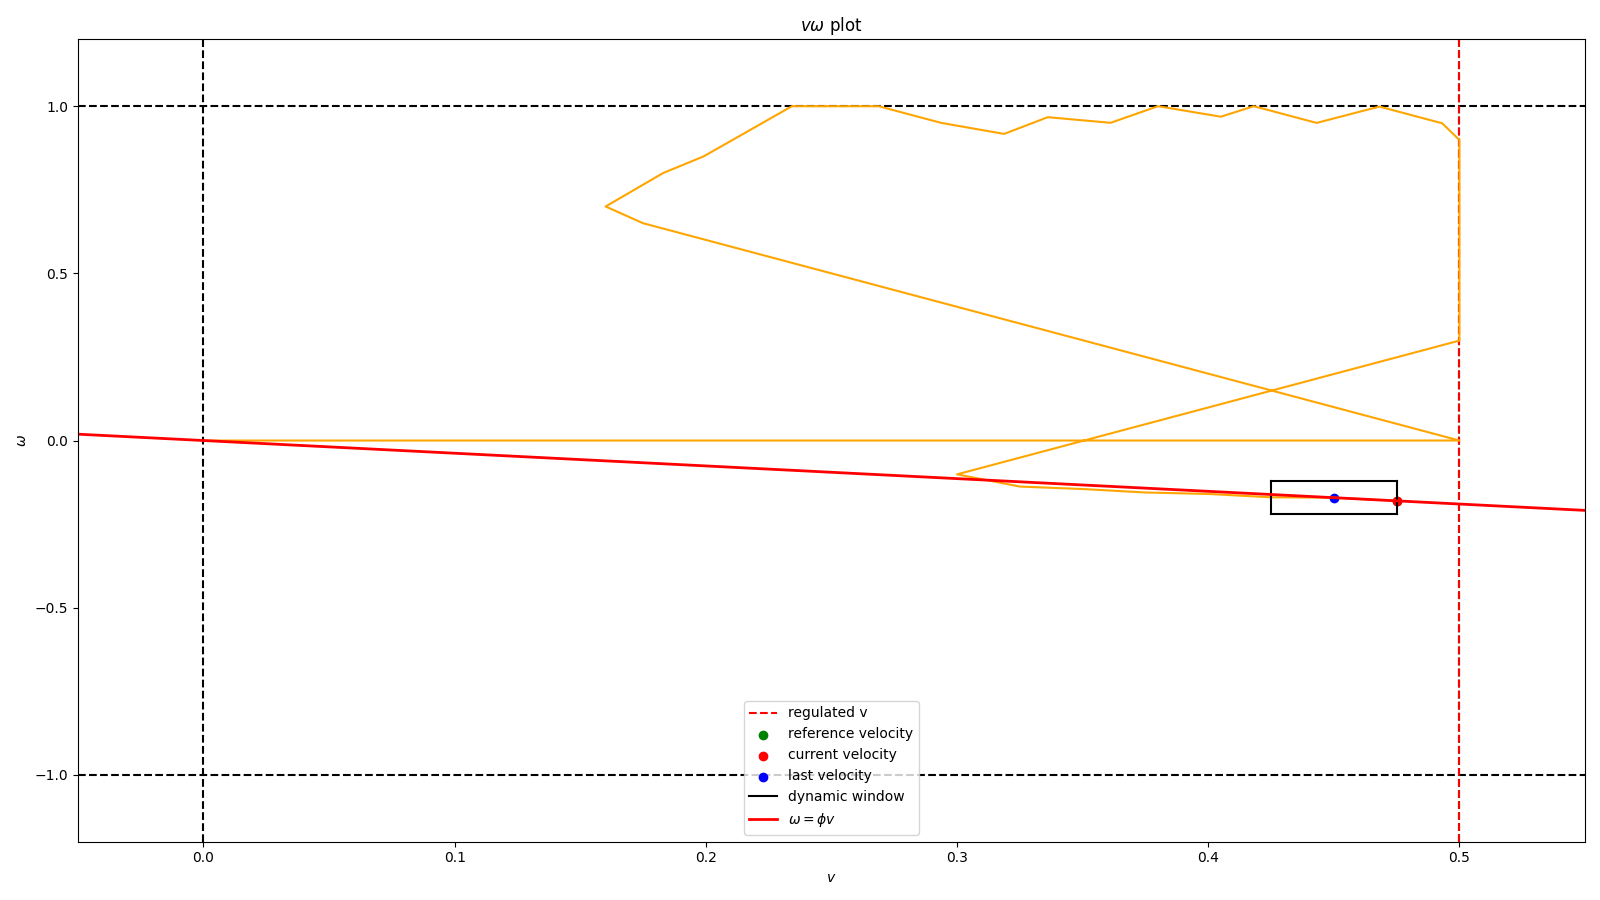 vω plot
1.0
0.5
0.0
−0.5
−1.0
ω
0.0 0.1 0.2 0.3 0.4 0.5
v
regulated v
reference velocity
current velocity
last velocity
dynamic window
ω = ϕv